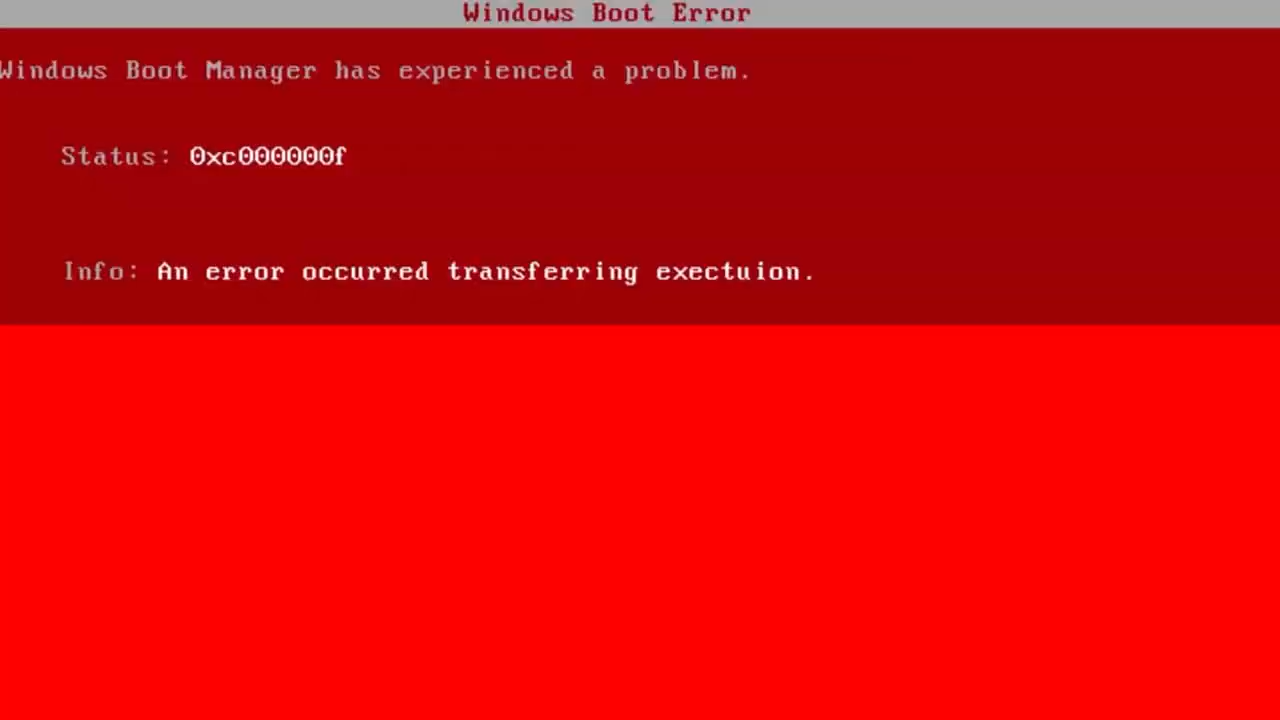 Windows Boot Error
Windows Boot Manager has experienced a problem.
Status: 0xc000000f
Info: An error occurred transferring exectuion.